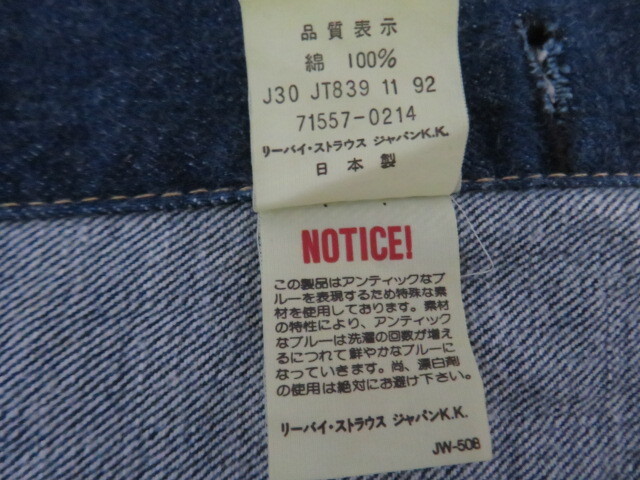 品質表示
綿 100%
J30 JT839 11 92
71557-0214
リーバイ・ストラウス ジャパンK.K.
日本製
NOTICE!
この製品はアンティックなブ
ルーを表現するため特殊な素
材を使用しております。素材
の特性により、アンティック
なブルーは洗濯の回数が増え
るにつれて鮮やかなブルーに
なっていきます。尚、漂白剤
の使用は絶対にお避け下さい。
リーバイ・ストラウス ジャパンK.K.
JW-508